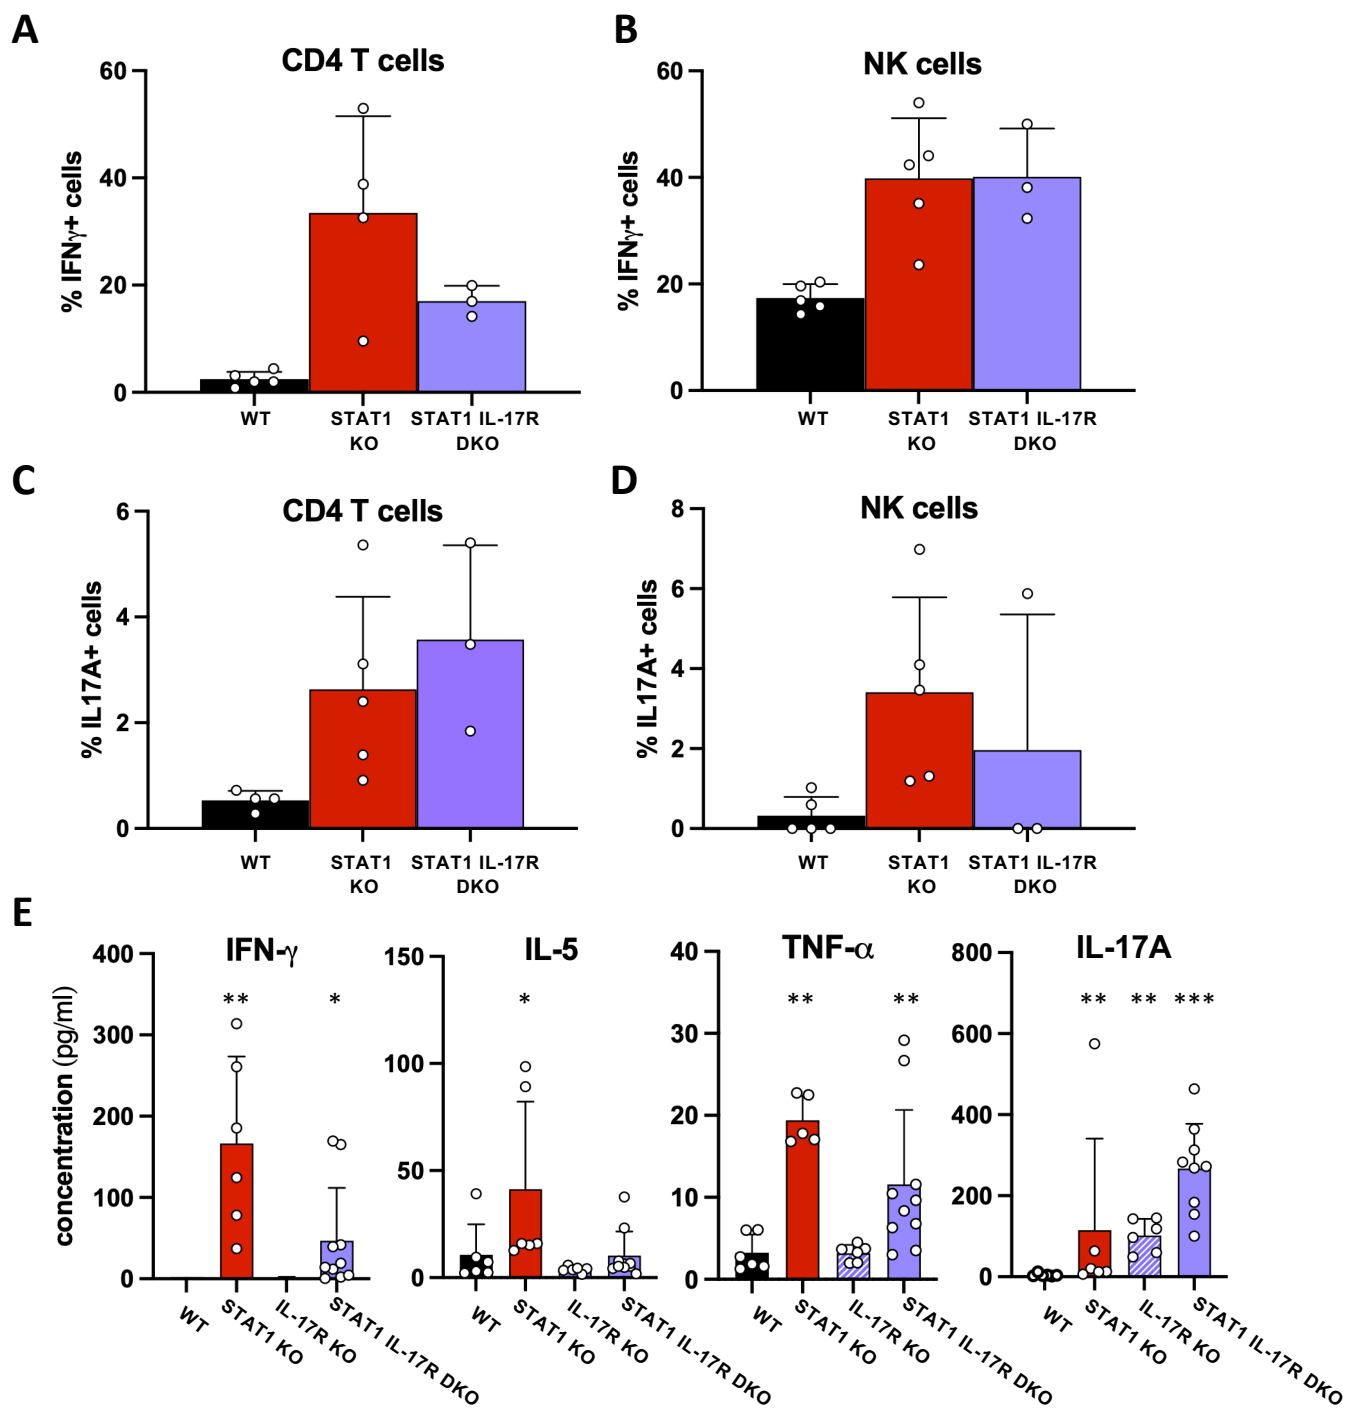 A
CD4 T cells
% IFNγ+ cells
60
40
20
0
WT
STAT1
KO
STAT1 IL-17R
DKO
B
NK cells
% IFNγ+ cells
60
40
20
0
WT
STAT1
KO
STAT1 IL-17R
DKO
C
CD4 T cells
% IL17A+ cells
6
4
2
0
WT
STAT1
KO
STAT1 IL-17R
DKO
D
NK cells
% IL17A+ cells
8
6
4
2
0
WT
STAT1
KO
STAT1 IL-17R
DKO
E
concentration (pg/ml)
IFN-γ
400
300
200
100
0
**
*
WT
STAT1 KO
IL-17R KO
STAT1 IL-17R DKO
IL-5
150
100
50
0
*
WT
STAT1 KO
IL-17R KO
STAT1 IL-17R DKO
TNF-α
40
30
20
10
0
**
**
WT
STAT1 KO
IL-17R KO
STAT1 IL-17R DKO
IL-17A
800
600
400
200
0
**
**
***
WT
STAT1 KO
IL-17R KO
STAT1 IL-17R DKO